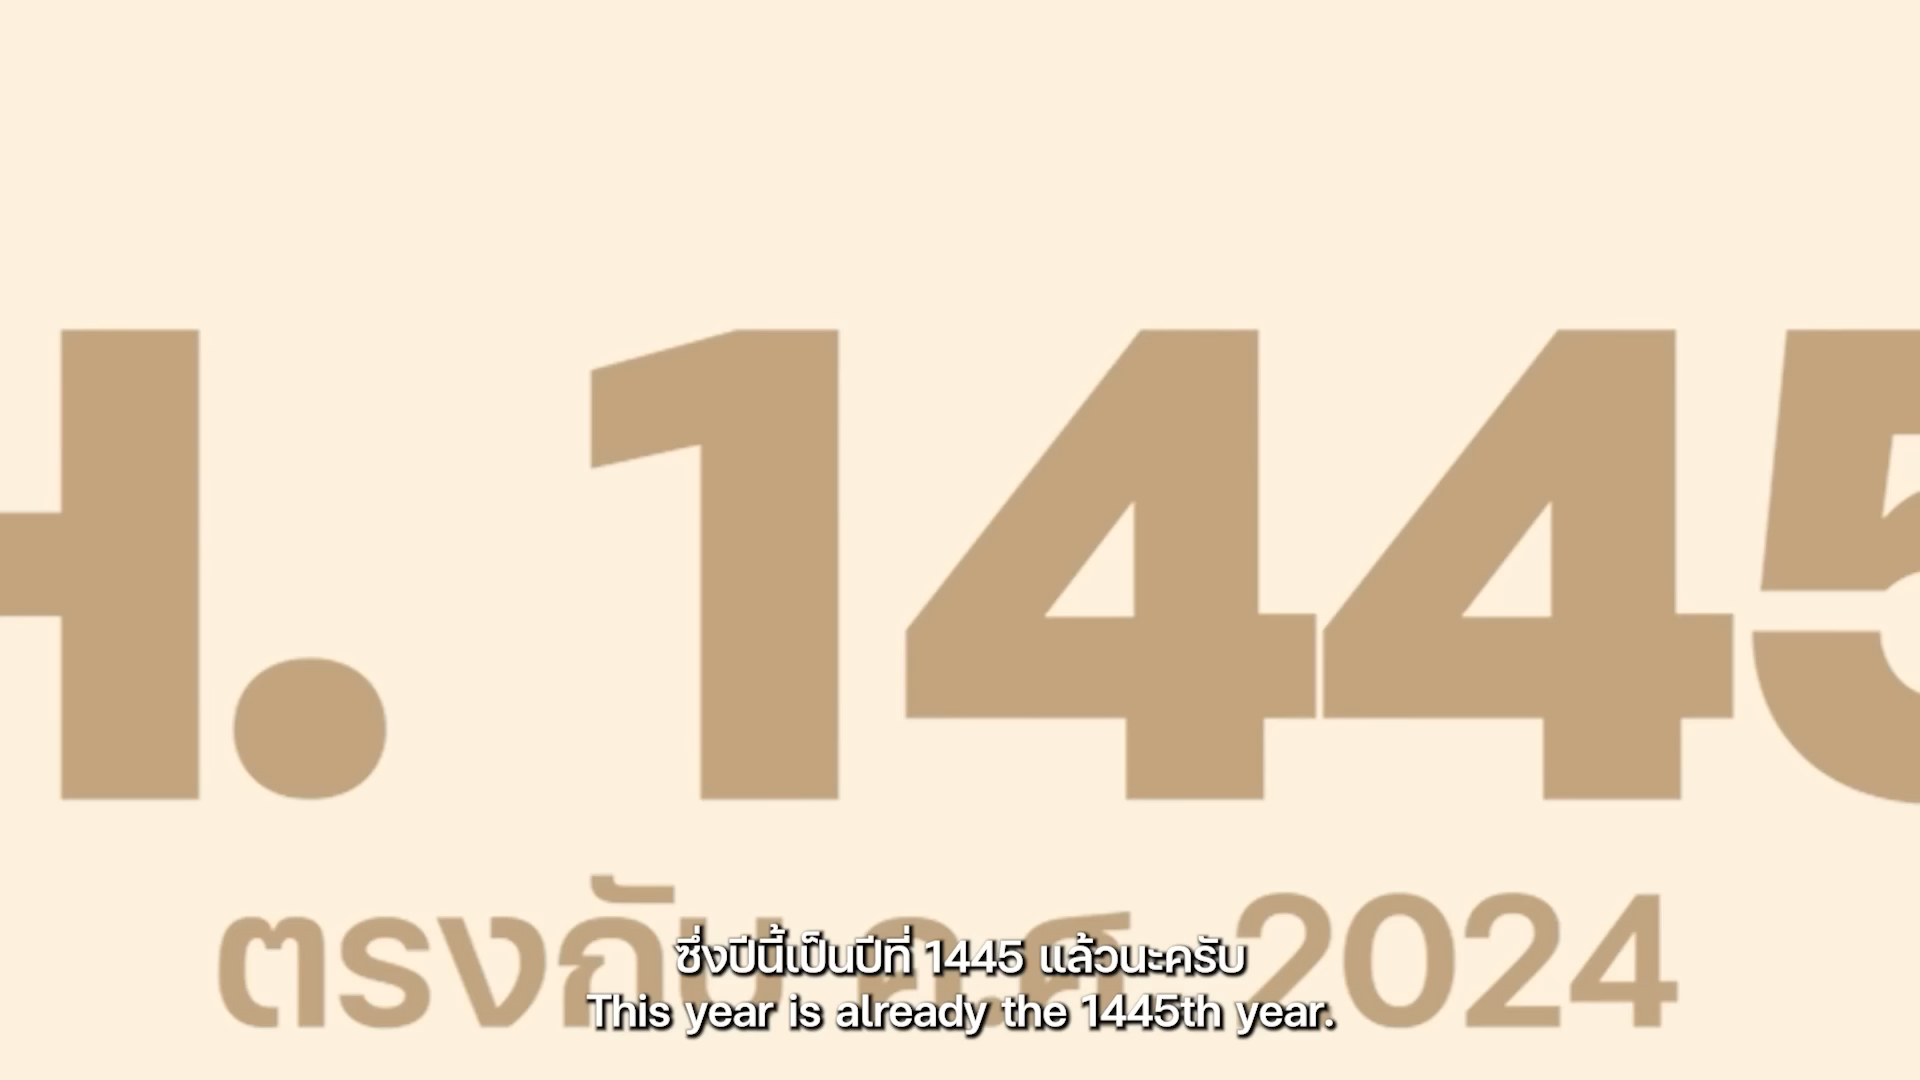 H. 1445
ตรงกับ ค.ศ. 2024
ซึ่งปีนี้เป็นปีที่ 1445 แล้วนะครับ
This year is already the 1445th year.